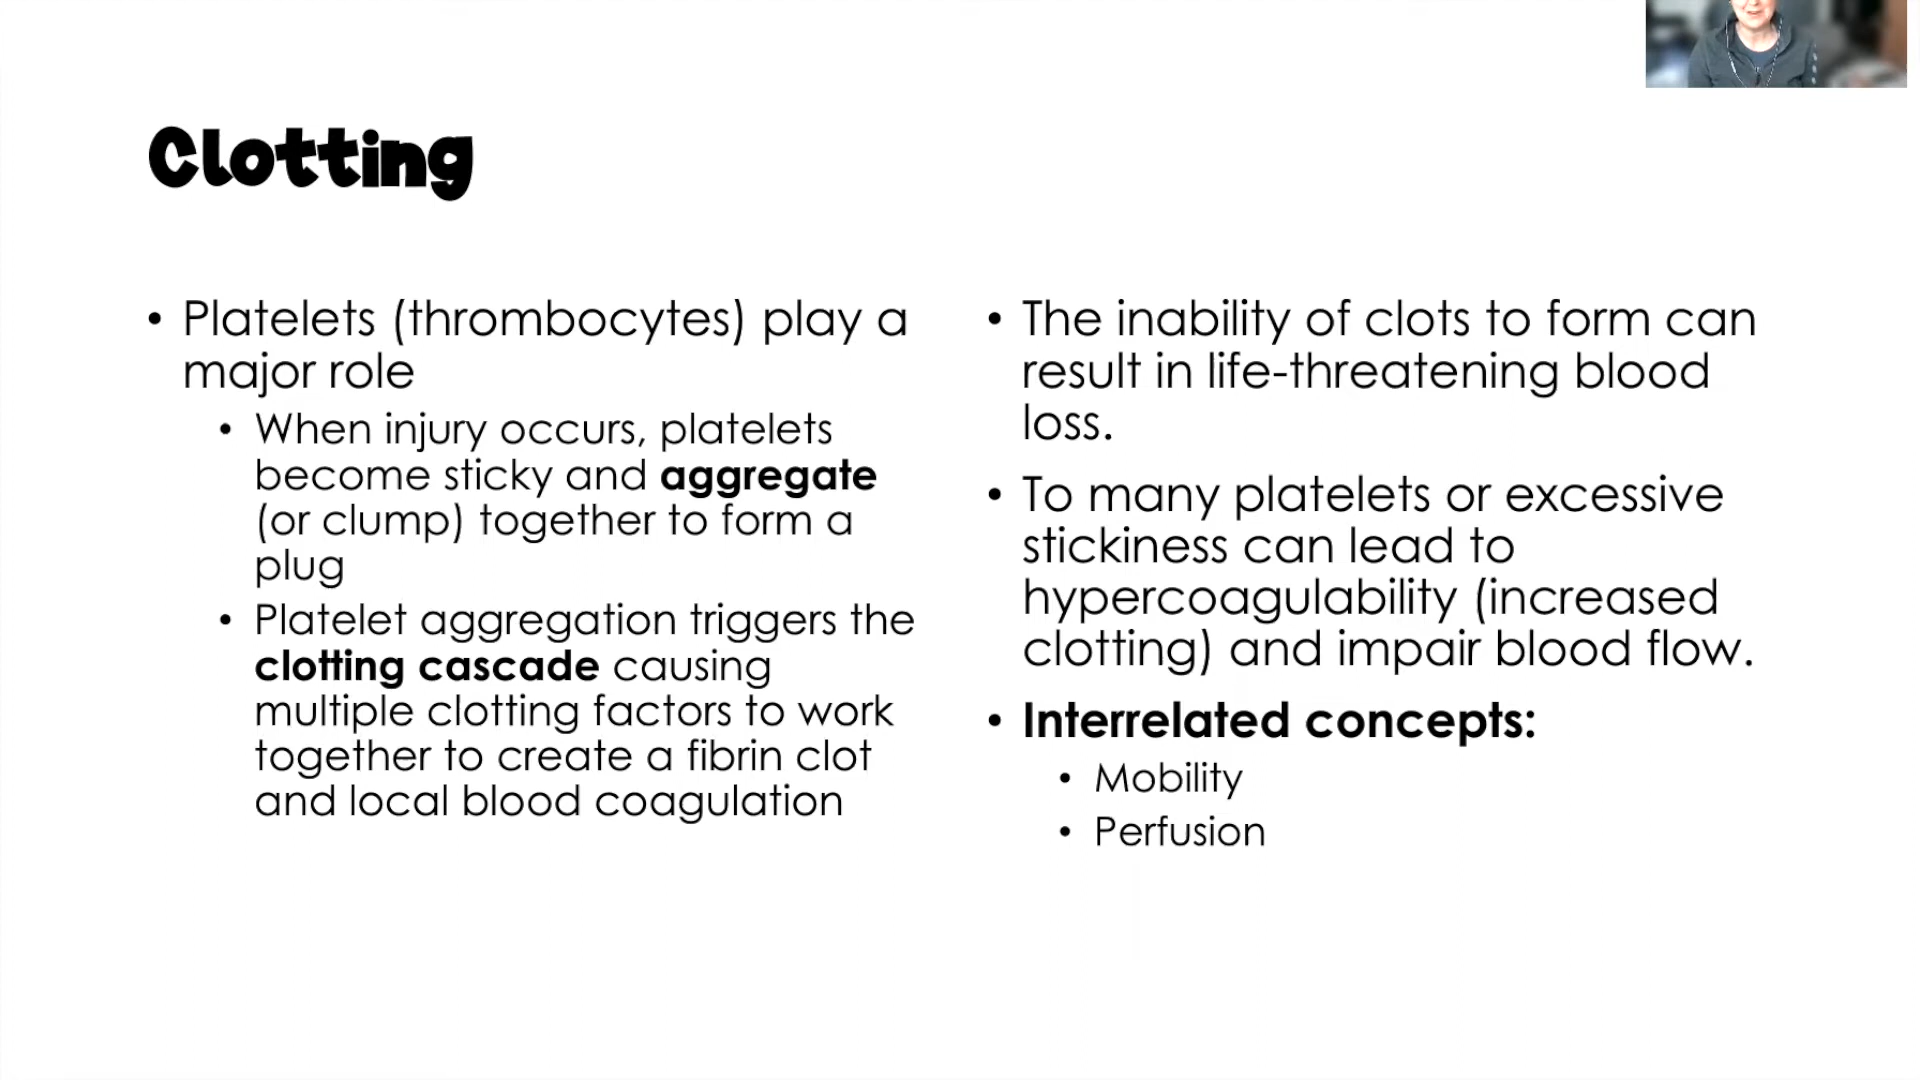 Clotting
• Platelets (thrombocytes) play a
major role
• When injury occurs, platelets
become sticky and aggregate
(or clump) together to form a
plug
• Platelet aggregation triggers the
clotting cascade causing
multiple clotting factors to work
together to create a fibrin clot
and local blood coagulation
• The inability of clots to form can
result in life-threatening blood
loss.
• To many platelets or excessive
stickiness can lead to
hypercoagulability (increased
clotting) and impair blood flow.
• Interrelated concepts:
• Mobility
• Perfusion